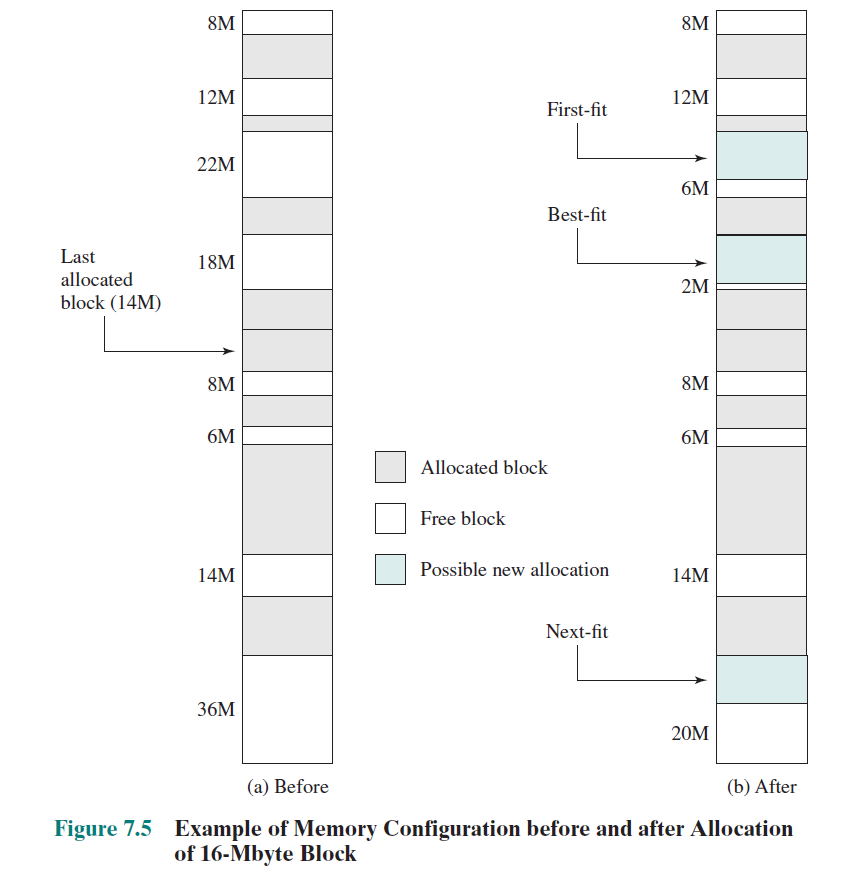 8M
12M
22M
Last
allocated
block (14M)
18M
8M
6M
14M
36M
(a) Before
Allocated block
Free block
Possible new allocation
8M
12M
First-fit
6M
Best-fit
2M
8M
6M
14M
Next-fit
20M
(b) After
Figure 7.5 Example of Memory Configuration before and after Allocation
of 16-Mbyte Block